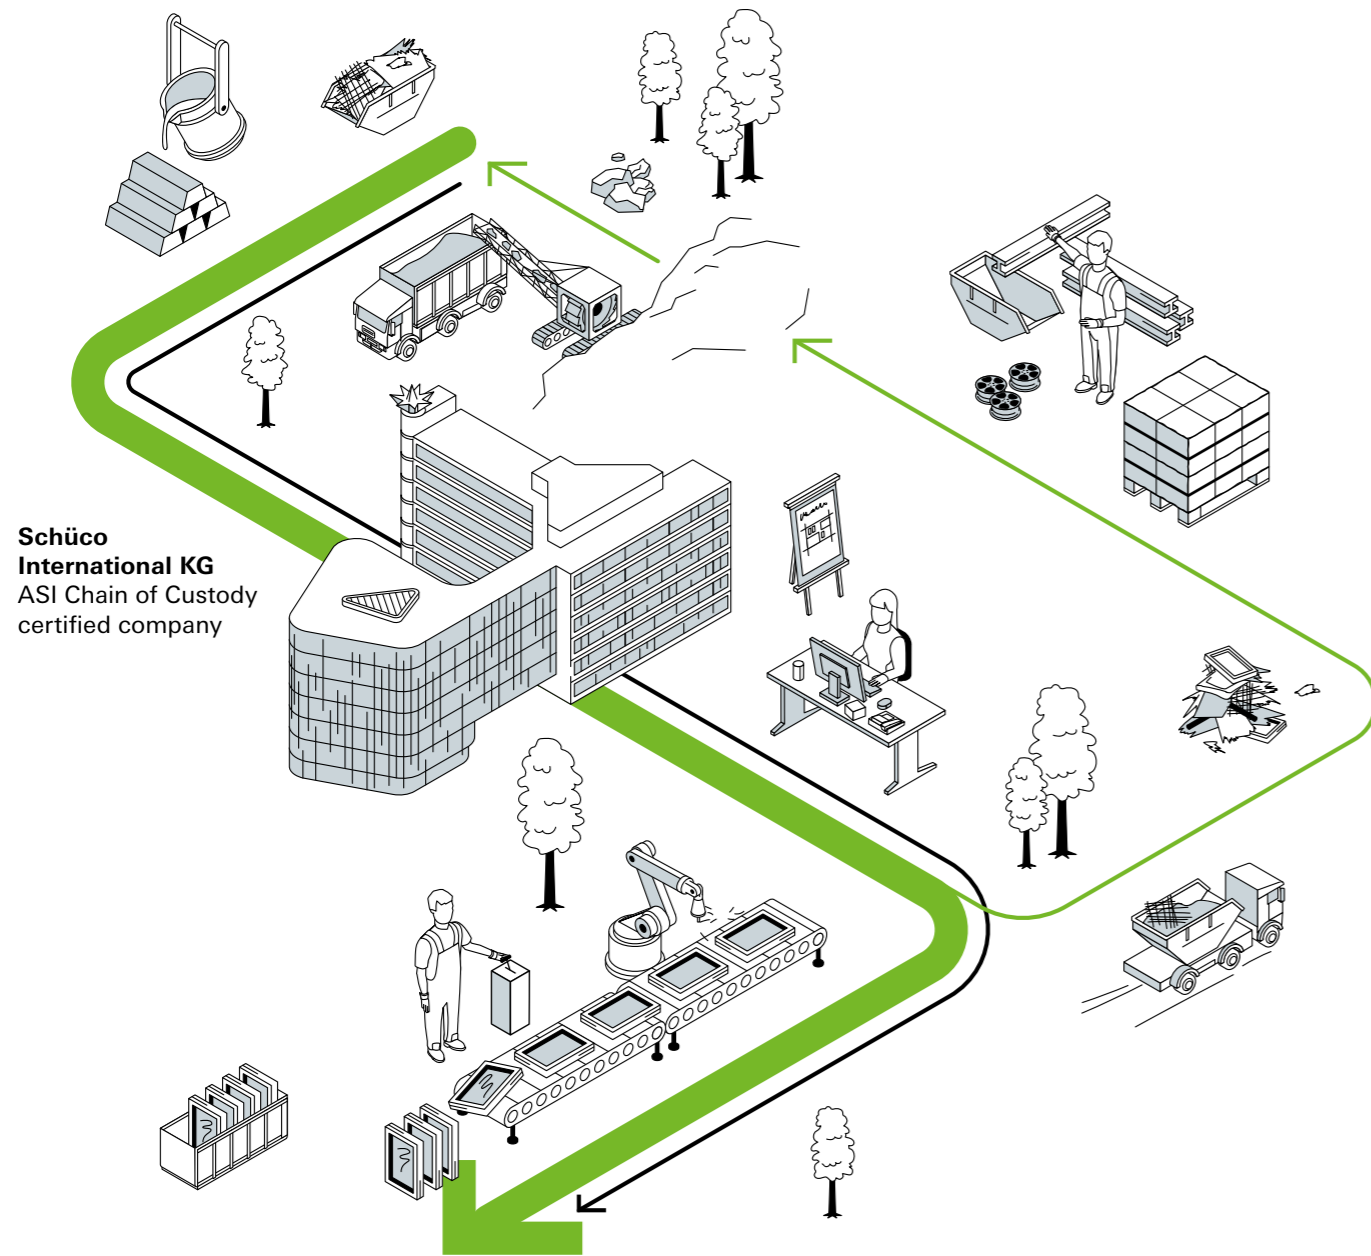 Schüco
International KG
ASI Chain of Custody
certified company